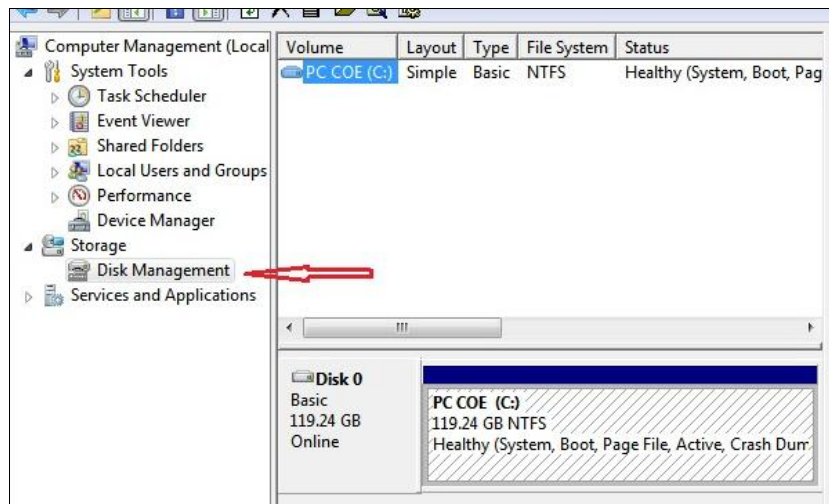 Computer Management (Local
System Tools
Task Scheduler
Event Viewer
Shared Folders
Local Users and Groups
Performance
Device Manager
Storage
Disk Management
Services and Applications
Volume Layout Type File System Status
PC COE (C:) Simple Basic NTFS Healthy (System, Boot, Pag
Disk 0
Basic
119.24 GB
Online
PC COE (C:)
119.24 GB NTFS
Healthy (System, Boot, Page File, Active, Crash Dum